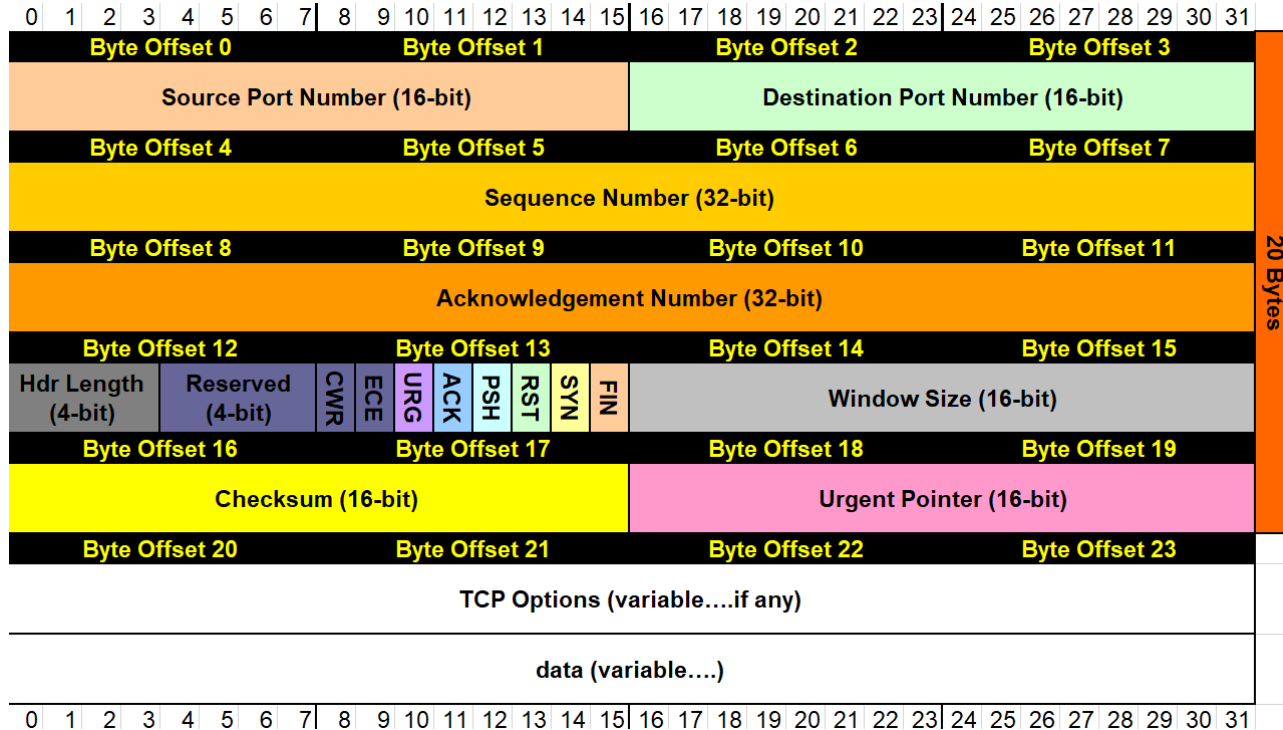 0 1 2 3 4 5 6 7 8 9 10 11 12 13 14 15 16 17 18 19 20 21 22 23 24 25 26 27 28 29 30 31
Byte Offset 0 Byte Offset 1 Byte Offset 2 Byte Offset 3
Source Port Number (16-bit) Destination Port Number (16-bit)
Byte Offset 4 Byte Offset 5 Byte Offset 6 Byte Offset 7
Sequence Number (32-bit)
Byte Offset 8 Byte Offset 9 Byte Offset 10 Byte Offset 11
Acknowledgement Number (32-bit)
Byte Offset 12 Byte Offset 13 Byte Offset 14 Byte Offset 15
Hdr Length Reserved CWR ECE URG ACK PSH RST SYN FIN Window Size (16-bit)
(4-bit) (4-bit)
Byte Offset 16 Byte Offset 17 Byte Offset 18 Byte Offset 19
Checksum (16-bit) Urgent Pointer (16-bit)
Byte Offset 20 Byte Offset 21 Byte Offset 22 Byte Offset 23
TCP Options (variable....if any)
data (variable....)
0 1 2 3 4 5 6 7 8 9 10 11 12 13 14 15 16 17 18 19 20 21 22 23 24 25 26 27 28 29 30 31
20 Bytes